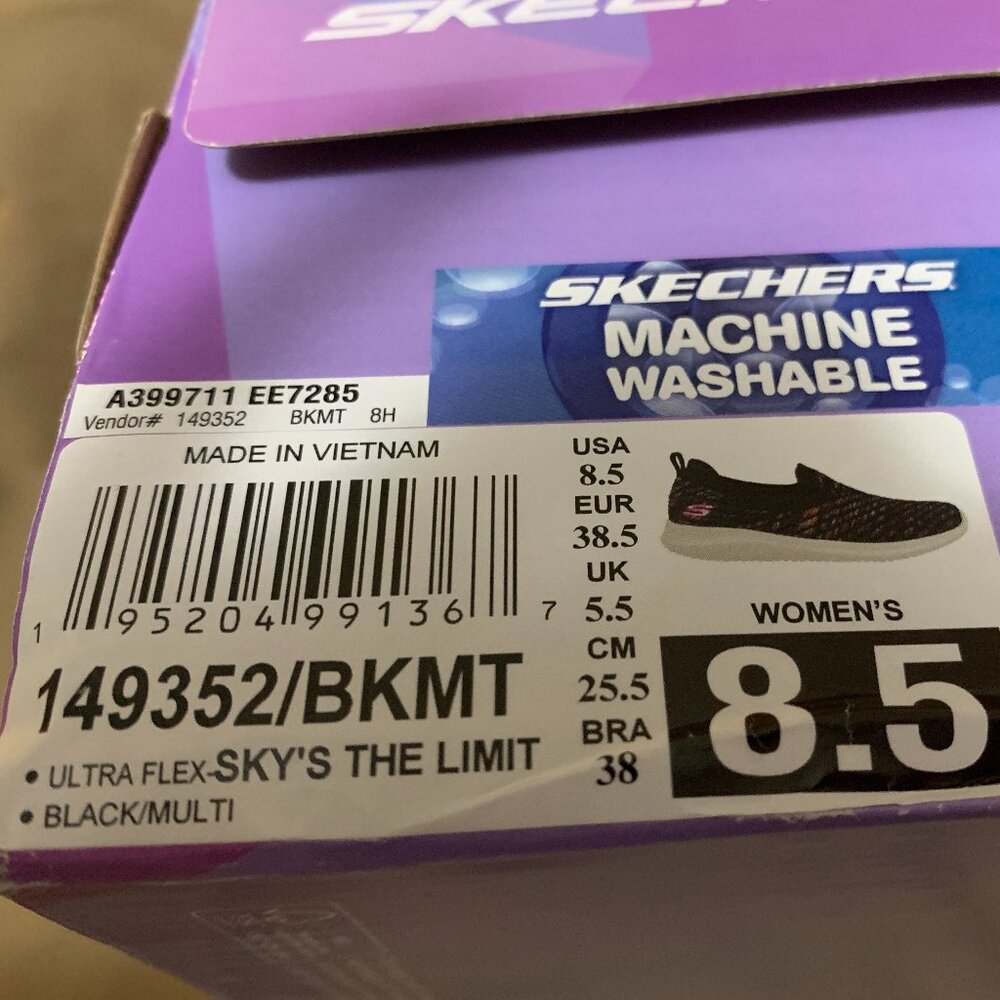 SKECHERS
MACHINE
WASHABLE
A399711 EE7285
Vendor# 149352 BKMT 8H
MADE IN VIETNAM
1 95204 99136 7
149352/BKMT
• ULTRA FLEX-SKY'S THE LIMIT
• BLACK/MULTI
USA
8.5
EUR
38.5
UK
5.5
CM
25.5
BRA
38
S
WOMEN'S
8.5